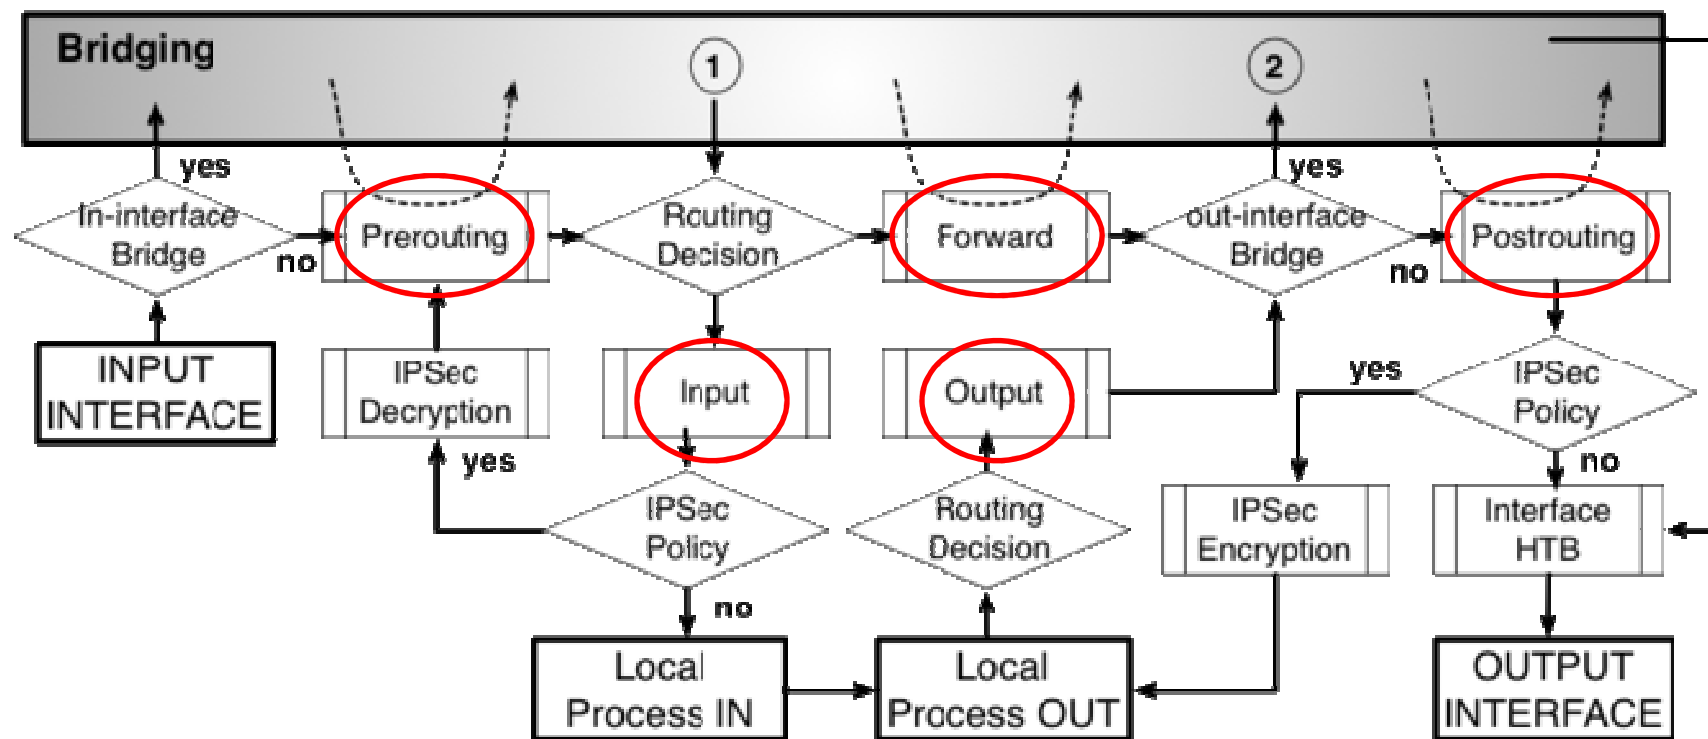 Bridging
1
2
yes
yes
In-interface
Bridge
no
Prerouting
Routing
Decision
Forward
out-interface
Bridge
no
Postrouting
INPUT
INTERFACE
IPSec
Decryption
Input
Output
yes
IPSec
Policy
yes
no
IPSec
Policy
Routing
Decision
IPSec
Encryption
Interface
HTB
no
Local
Process IN
Local
Process OUT
OUTPUT
INTERFACE